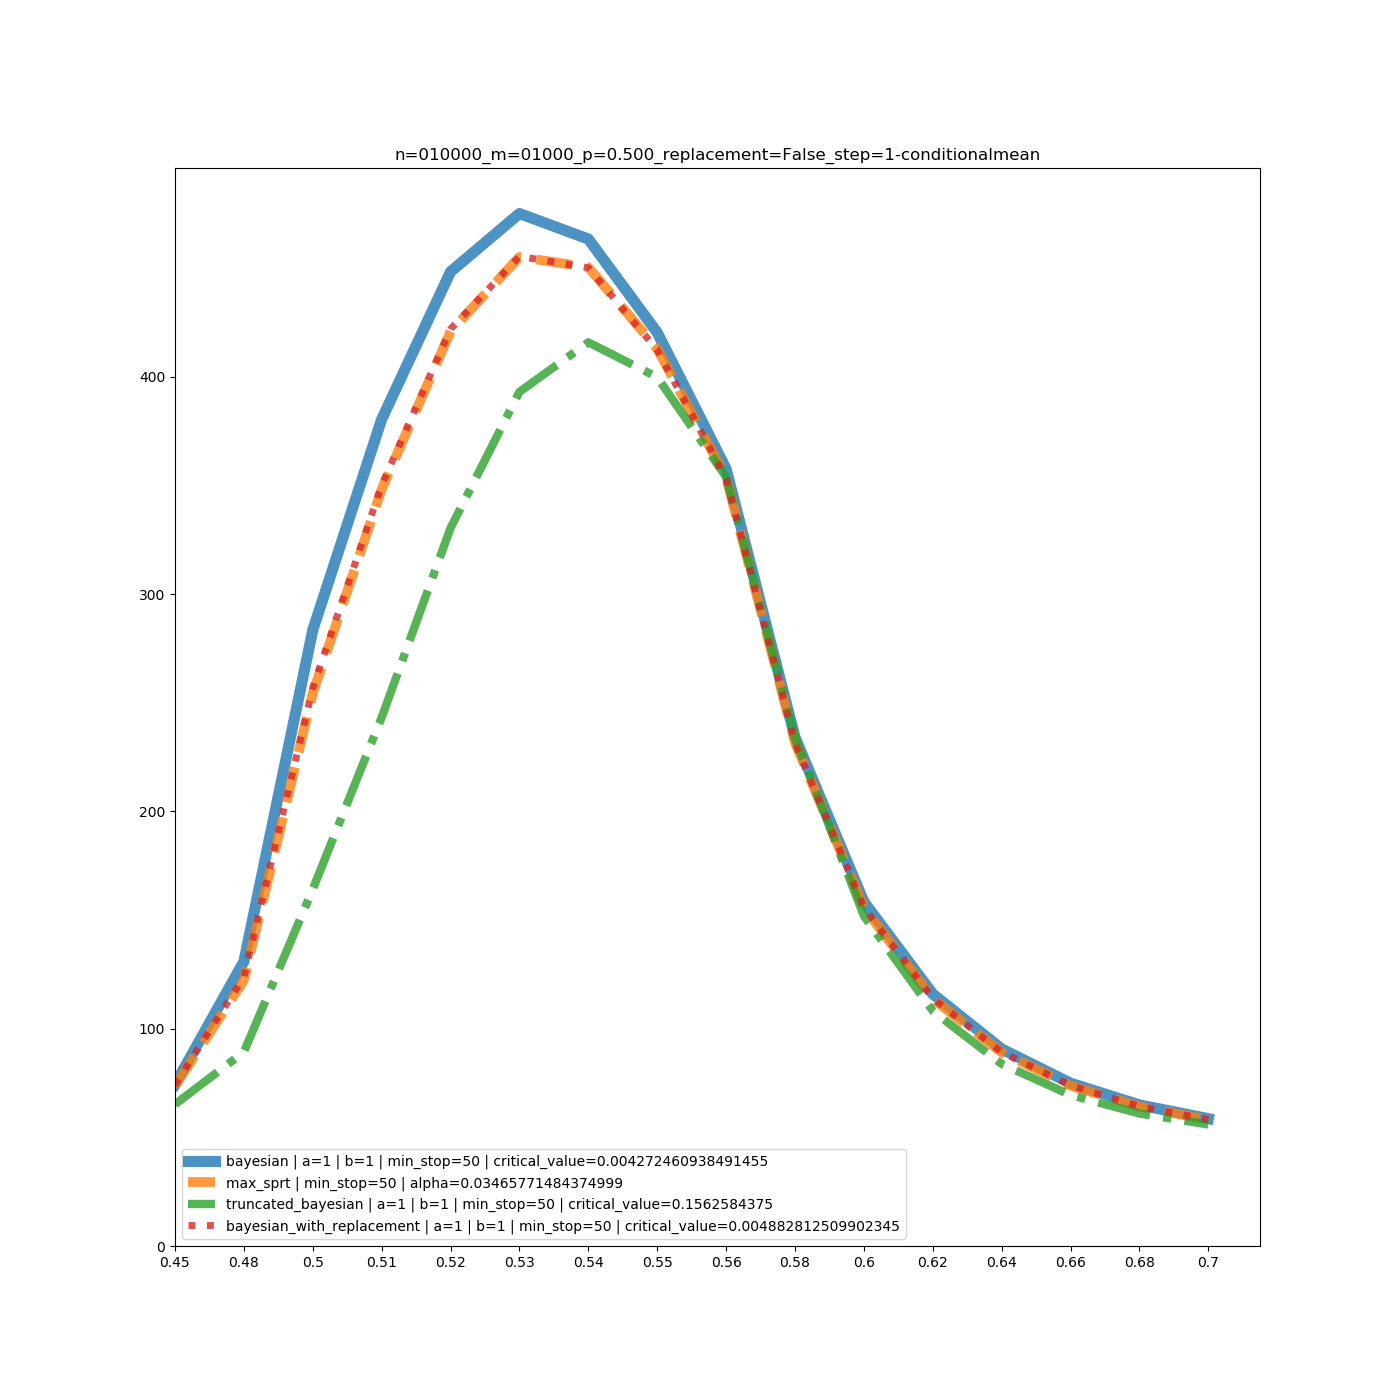 n=010000_m=01000_p=0.500_replacement=False_step=1-conditionalmean
400
300
200
100
0
bayesian | a=1 | b=1 | min_stop=50 | critical_value=0.004272460938491455
max_sprt | min_stop=50 | alpha=0.03465771484374999
truncated_bayesian | a=1 | b=1 | min_stop=50 | critical_value=0.1562584375
bayesian_with_replacement | a=1 | b=1 | min_stop=50 | critical_value=0.004882812509902345
0.45 0.48 0.5 0.51 0.52 0.53 0.54 0.55 0.56 0.58 0.6 0.62 0.64 0.66 0.68 0.7